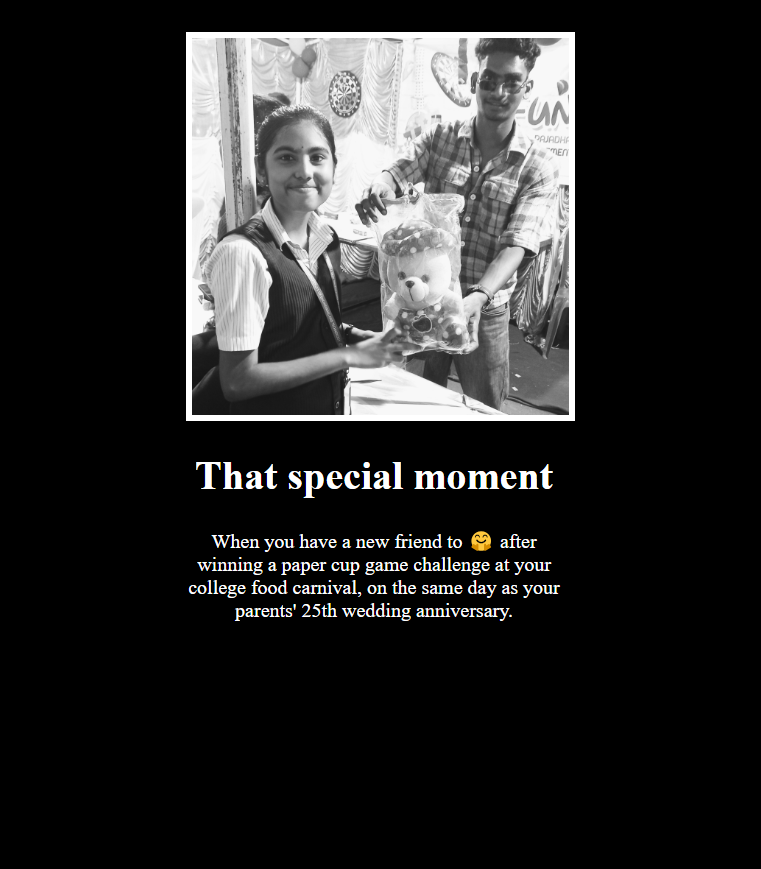 That special moment
When you have a new friend to 🤗 after
winning a paper cup game challenge at your
college food carnival, on the same day as your
parents' 25th wedding anniversary.